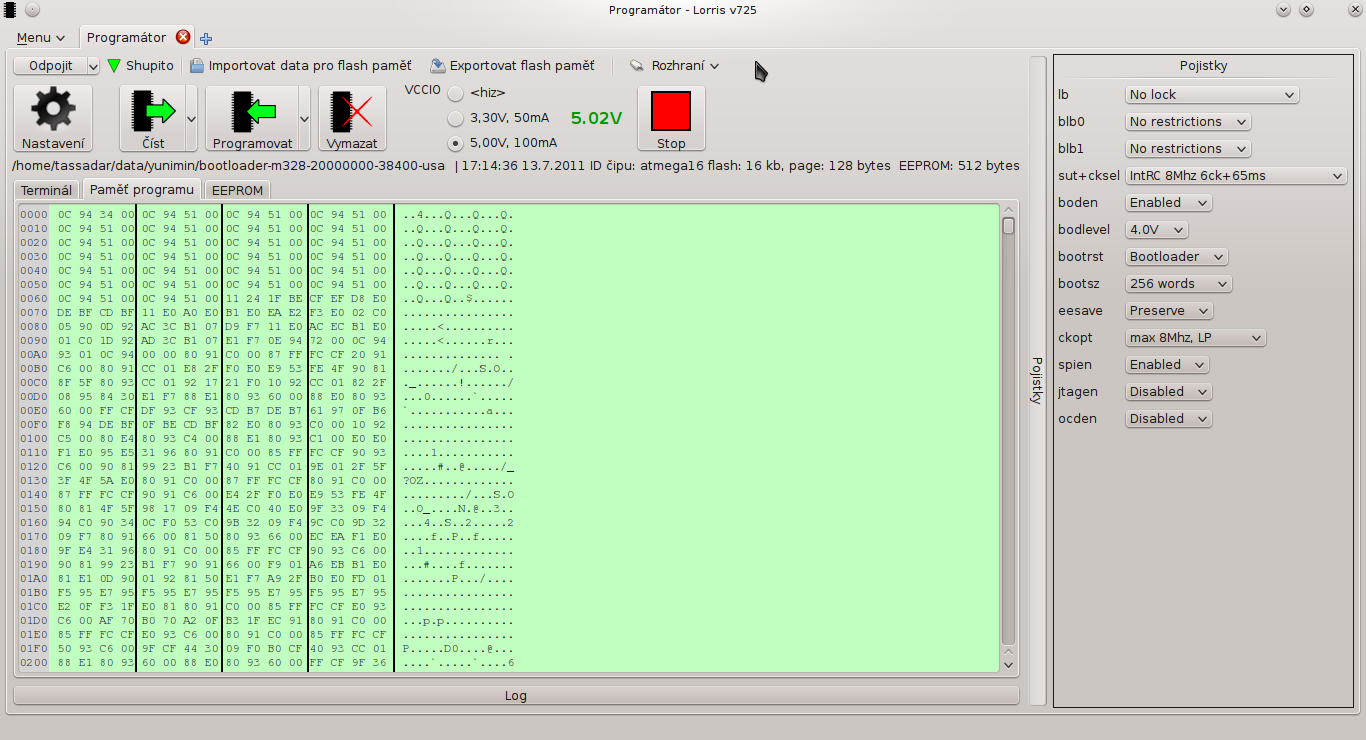 Programátor - Lorris v725
Menu
Programátor
Odpojit Shupito Importovat data pro flash paměť Exportovat flash paměť Rozhraní
Nastavení Číst Programovat Vymazat VCCIO <hiz> 3,30V, 50mA 5,00V, 100mA 5.02V Stop
/home/tassadar/data/yunimin/bootloader-m328-20000000-38400-usa | 17:14:36 13.7.2011 ID čipu: atmega16 flash: 16 kb, page: 128 bytes EEPROM: 512 bytes
Terminál Paměť programu EEPROM
0000 0C 94 34 00 0C 94 51 00 0C 94 51 00 0C 94 51 00 ..4...Q...Q...Q.
0010 0C 94 51 00 0C 94 51 00 0C 94 51 00 0C 94 51 00 ..Q...Q...Q...Q.
0020 0C 94 51 00 0C 94 51 00 0C 94 51 00 0C 94 51 00 ..Q...Q...Q...Q.
0030 0C 94 51 00 0C 94 51 00 0C 94 51 00 0C 94 51 00 ..Q...Q...Q...Q.
0040 0C 94 51 00 0C 94 51 00 0C 94 51 00 0C 94 51 00 ..Q...Q...Q...Q.
0050 0C 94 51 00 0C 94 51 00 0C 94 51 00 0C 94 51 00 ..Q...Q...Q...Q.
0060 0C 94 51 00 0C 94 51 00 11 24 1F BE CF EF D8 E0 ..Q...Q..$......
0070 DE BF CD BF 11 E0 A0 E0 B1 E0 EA E2 F3 E0 02 C0 ................
0080 05 90 0D 92 AC 3C B1 07 D9 F7 11 E0 AC EC B1 E0 .....<..........
0090 01 C0 1D 92 AD 3C B1 07 E1 F7 0E 94 72 00 0C 94 .....<......r...
00A0 93 01 0C 94 00 00 80 91 C0 00 87 FF FC CF 20 91 .............. .
00B0 C6 00 80 91 CC 01 E8 2F F0 E0 E9 53 FE 4F 90 81 ......./...S.O..
00C0 8F 5F 80 93 CC 01 92 17 21 F0 10 92 CC 01 82 2F ._......!....../
00D0 08 95 84 30 E1 F7 88 E1 80 93 60 00 88 E0 80 93 ...0......`.....
00E0 60 00 FF CF DF 93 CF 93 CD B7 DE B7 61 97 0F B6 `...........a...
00F0 F8 94 DE BF 0F BE CD BF 82 E0 80 93 C0 00 10 92 ................
0100 C5 00 80 E4 80 93 C4 00 88 E1 80 93 C1 00 E0 E0 ................
0110 F1 E0 95 E5 31 96 80 91 C0 00 85 FF FC CF 90 93 ....1...........
0120 C6 00 90 81 99 23 B1 F7 40 91 CC 01 9E 01 2F 5F .....#..@...../_
0130 3F 4F 5A E0 80 91 C0 00 87 FF FC CF 80 91 C0 00 ?OZ.............
0140 87 FF FC CF 90 91 C6 00 E4 2F F0 E0 E9 53 FE 4F ........./...S.O
0150 80 81 4F 5F 98 17 09 F4 4E C0 40 E0 9F 33 09 F4 ..O_....N.@..3..
0160 94 C0 90 34 0C F0 53 C0 9B 32 09 F4 9C C0 9D 32 ...4..S..2.....2
0170 09 F7 80 91 66 00 81 50 80 93 66 00 EC EA F1 E0 ....f..P..f.....
0180 9F E4 31 96 80 91 C0 00 85 FF FC CF 90 93 C6 00 ..1.............
0190 90 81 99 23 B1 F7 90 91 66 00 F9 01 A6 EB B1 E0 ...#....f.......
01A0 81 E1 0D 90 01 92 81 50 E1 F7 A9 2F B0 E0 FD 01 .......P.../....
01B0 F5 95 E7 95 F5 95 E7 95 F5 95 E7 95 F5 95 E7 95 ................
01C0 E2 0F F3 1F E0 81 80 91 C0 00 85 FF FC CF E0 93 ................
01D0 C6 00 AF 70 B0 70 A2 0F B3 1F EC 91 80 91 C0 00 ...p.p..........
01E0 85 FF FC CF E0 93 C6 00 80 91 C0 00 85 FF FC CF ................
01F0 50 93 C6 00 9F CF 44 30 09 F0 B0 CF 40 93 CC 01 P.....D0....@...
0200 88 E1 80 93 60 00 88 E0 80 93 60 00 FF CF 9F 36 ....`.....`....6
Log
Pojistky
Pojistky
lb No lock
blb0 No restrictions
blb1 No restrictions
sut+cksel IntRC 8Mhz 6ck+65ms
boden Enabled
bodlevel 4.0V
bootrst Bootloader
bootsz 256 words
eesave Preserve
ckopt max 8Mhz, LP
spien Enabled
jtagen Disabled
ocden Disabled